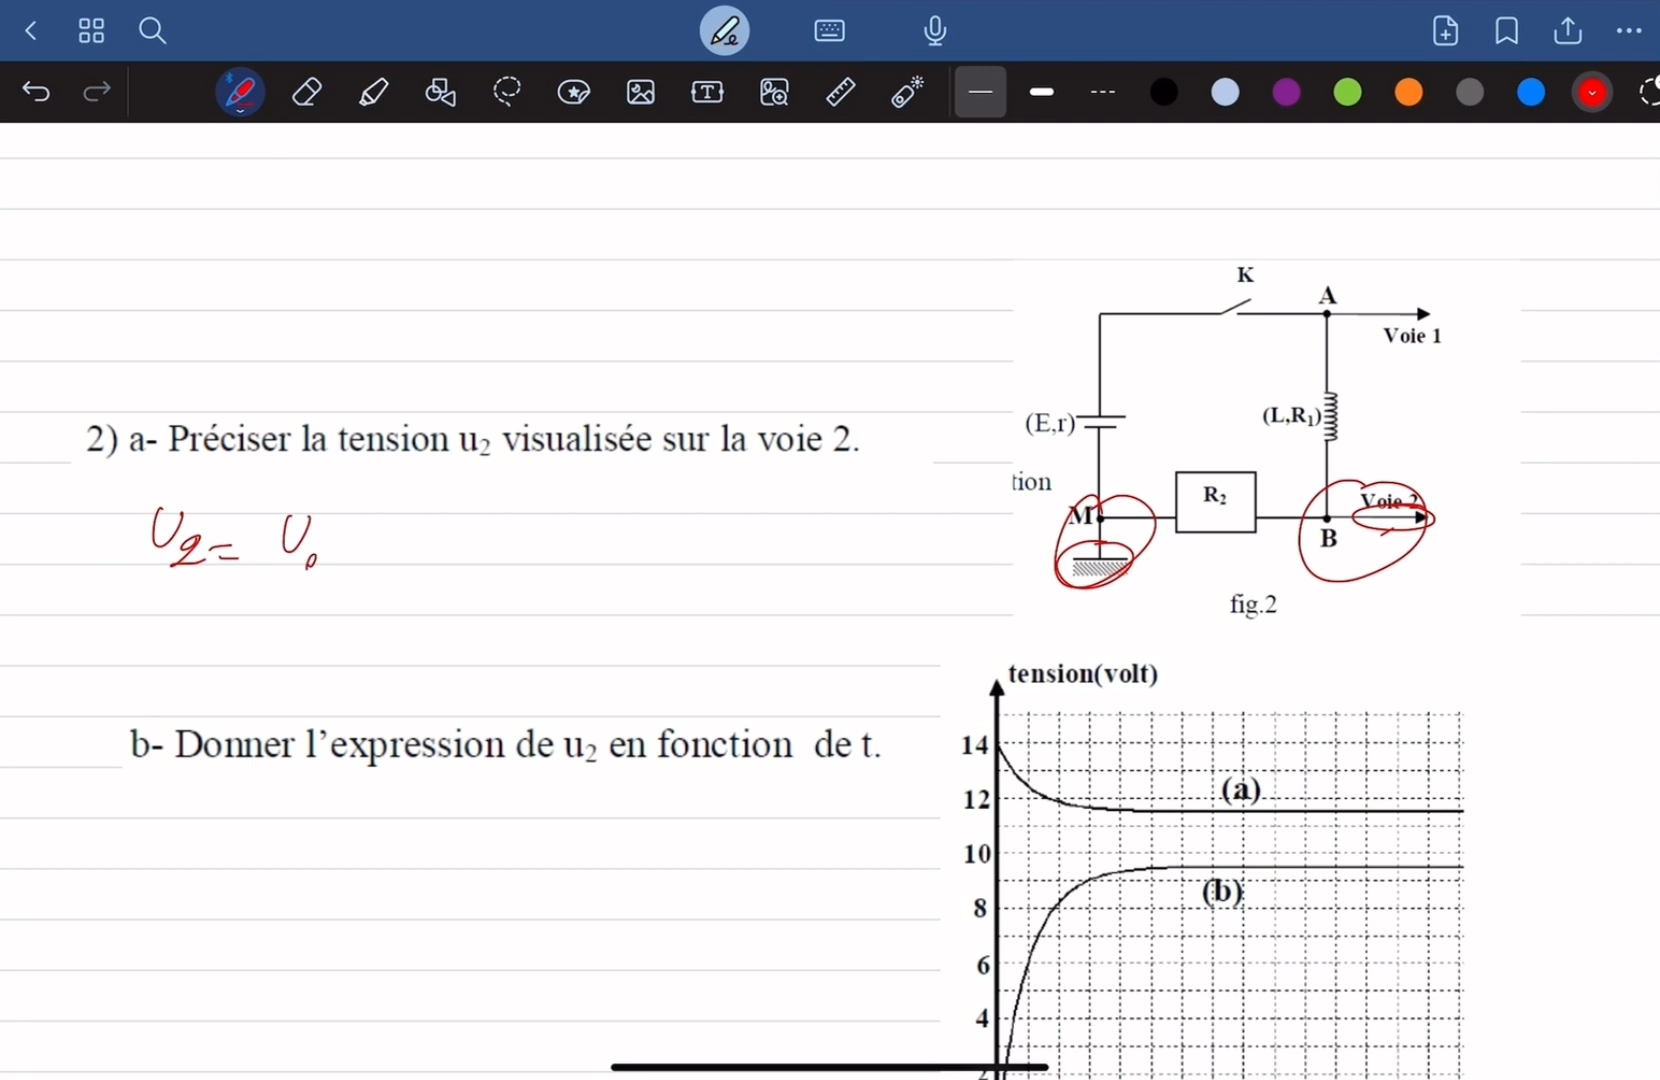 K
A
Voie 1
(E,r)
(L,R₁)
2) a- Préciser la tension u₂ visualisée sur la voie 2.
tion
R₂
Voie 2
M
B
U₂ = U
fig.2
tension(volt)
b- Donner l’expression de u₂ en fonction de t.
14
(a)
12
10
(b)
8
6
4
2